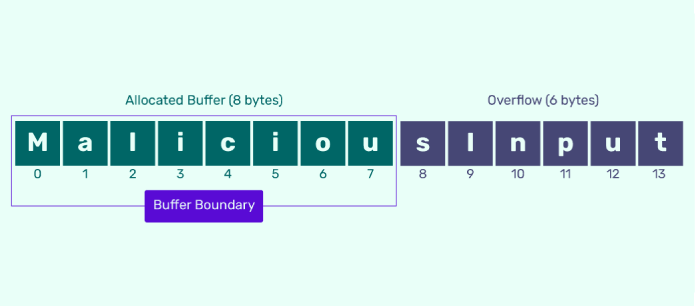 Allocated Buffer (8 bytes) Overflow (6 bytes)
M a l i c i o u s I n p u t
0 1 2 3 4 5 6 7 8 9 10 11 12 13
Buffer Boundary